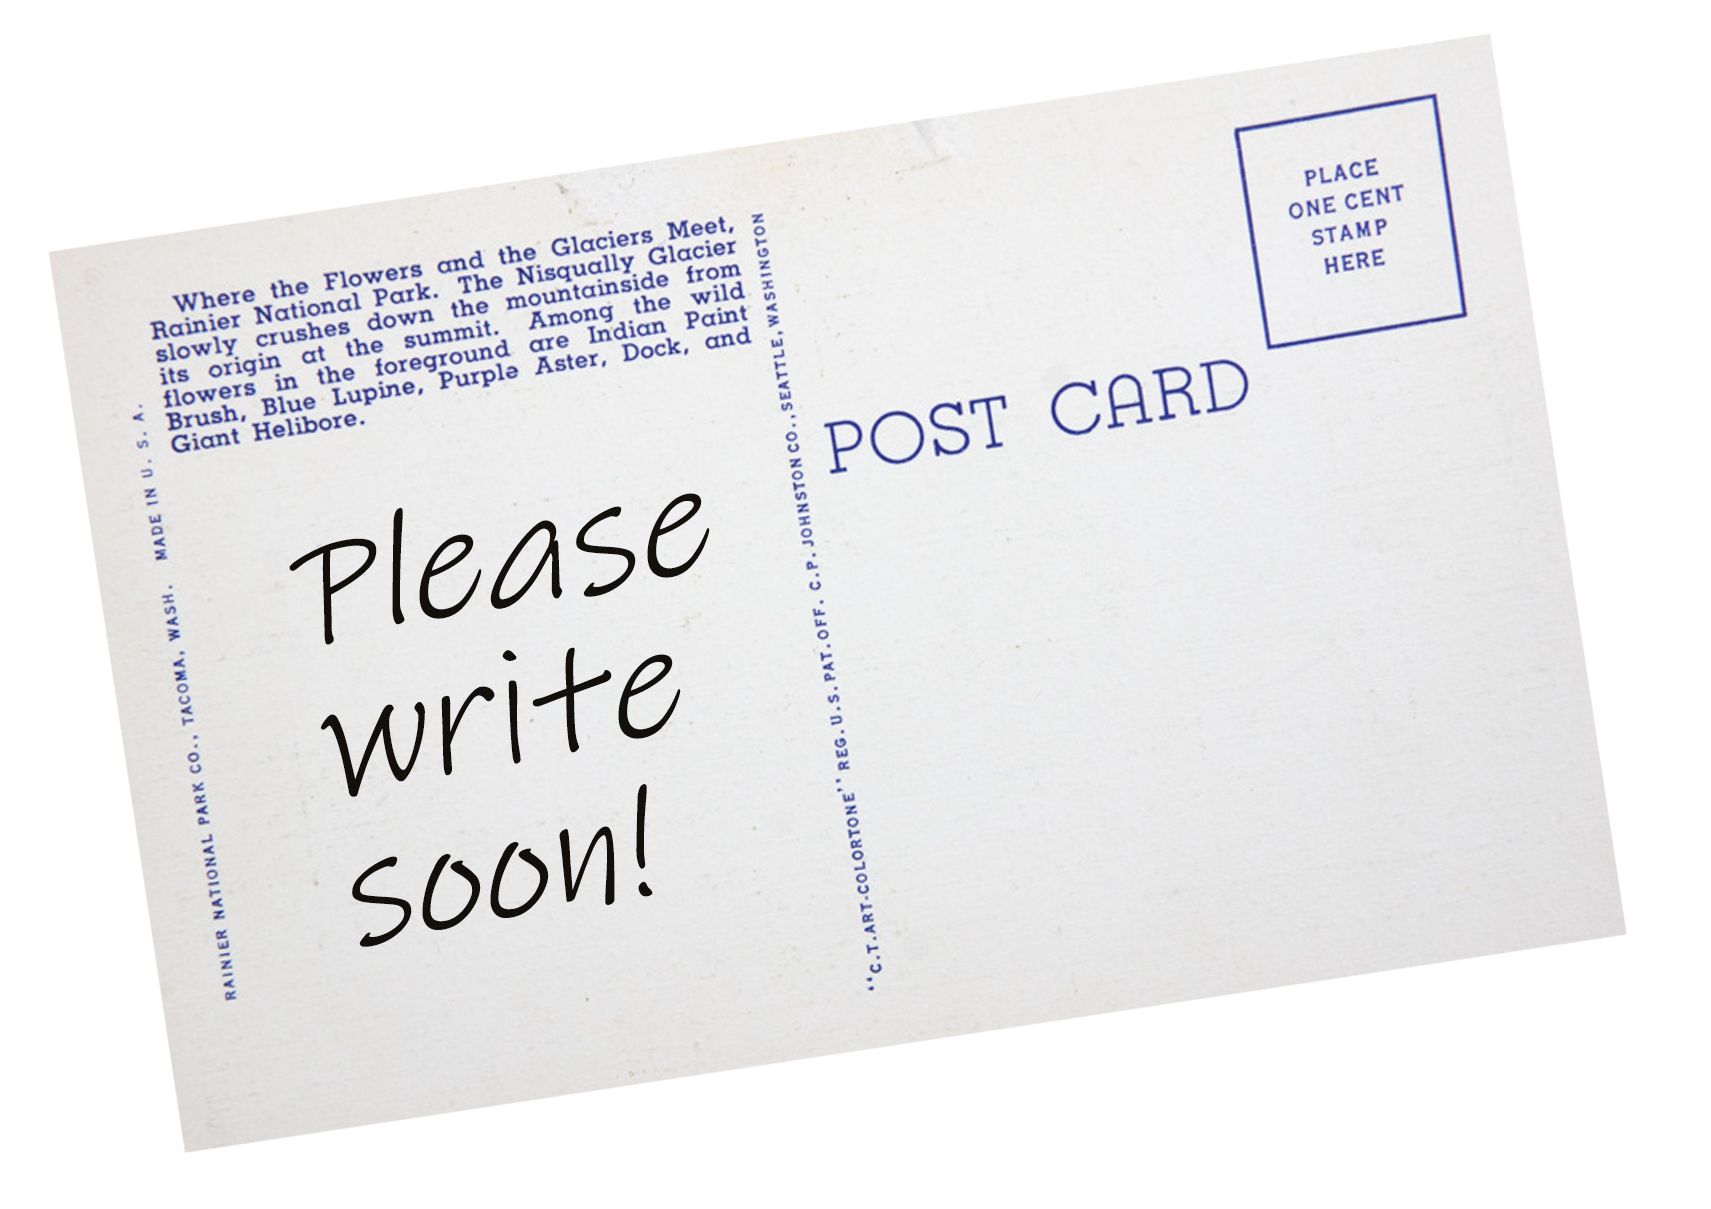 Where the Flowers and the Glaciers Meet,
Rainier National Park. The Nisqually Glacier
slowly crushes down the mountainside from
its origin at the summit. Among the wild
flowers in the foreground are Indian Paint
Brush, Blue Lupine, Purple Aster, Dock, and
Giant Helibore.
RAINIER NATIONAL PARK CO., TACOMA, WASH. MADE IN U. S. A.
Please
write
soon!
“C.T.ART-COLORTONE” REG. U.S. PAT. OFF. C.P. JOHNSTON CO., SEATTLE, WASHINGTON
PLACE
ONE CENT
STAMP
HERE
POST CARD